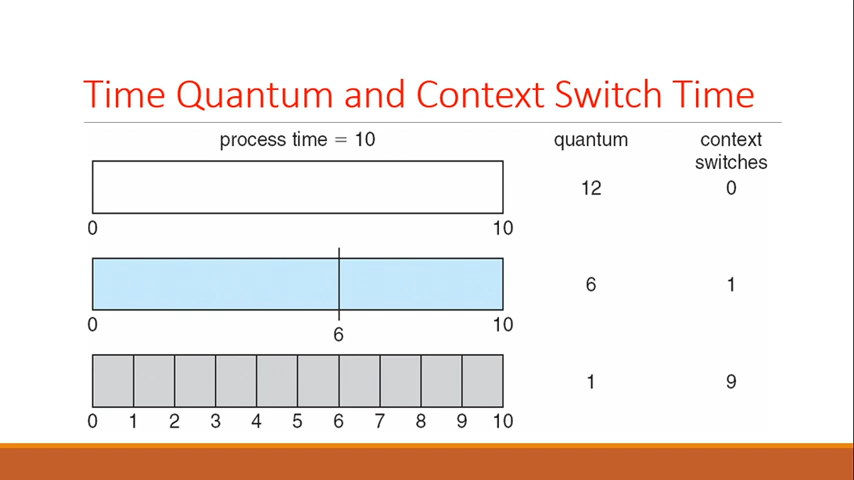 Time Quantum and Context Switch Time
process time = 10 quantum context
switches
12 0
0 10
6 1
0 10
6
1 9
0 1 2 3 4 5 6 7 8 9 10